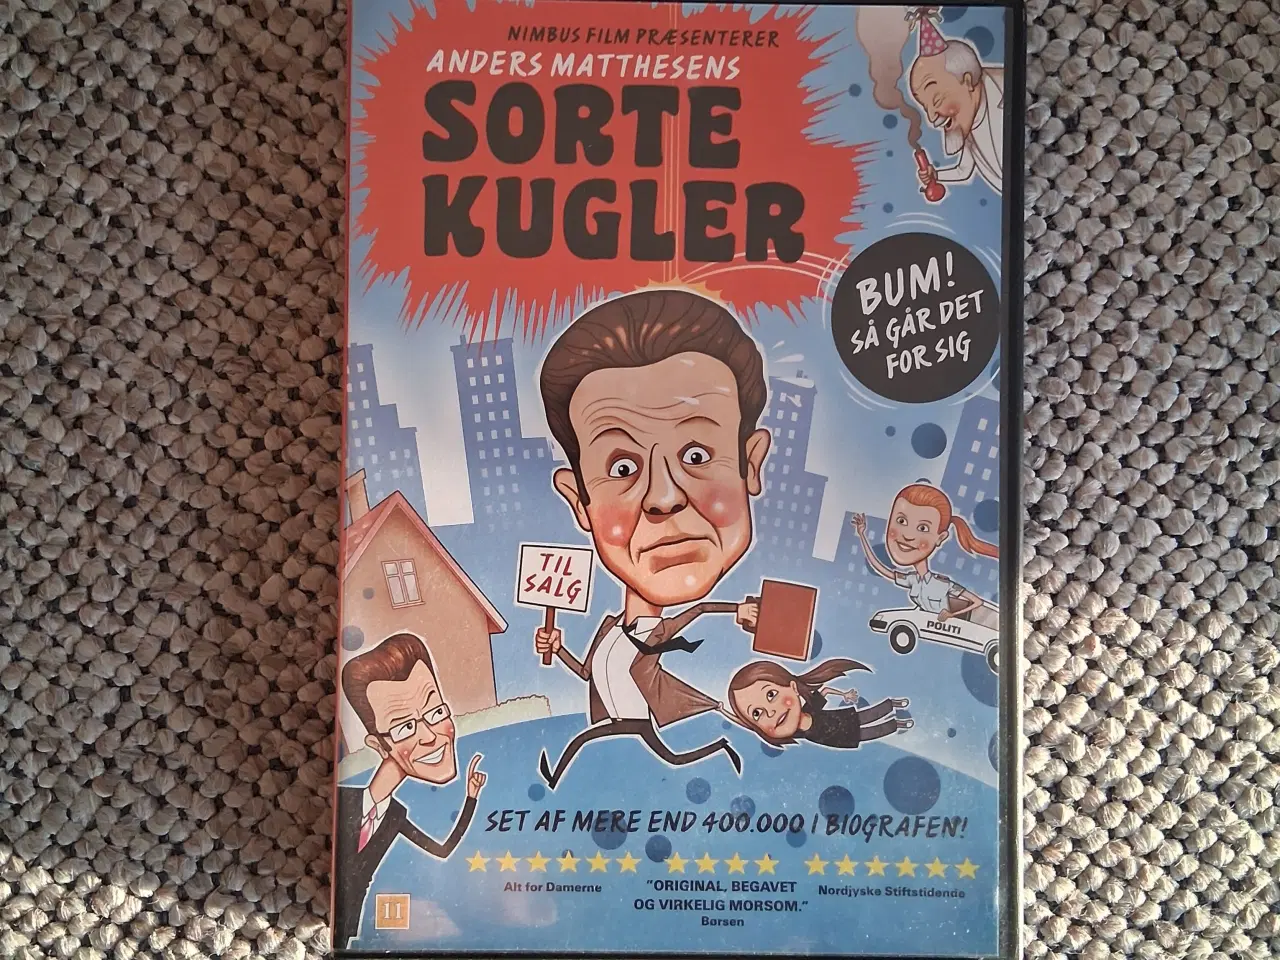 NIMBUS FILM PRÆSENTERER
ANDERS MATTHESENS
SORTE
KUGLER
BUM!
SÅ GÅR DET
FOR SIG
TIL
SALG
POLITI
SET AF MERE END 400.000 I BIOGRAFEN!
Alt for Damerne
"ORIGINAL, BEGAVET
OG VIRKELIG MORSOM."
Børsen
Nordjyske Stiftstidende
11